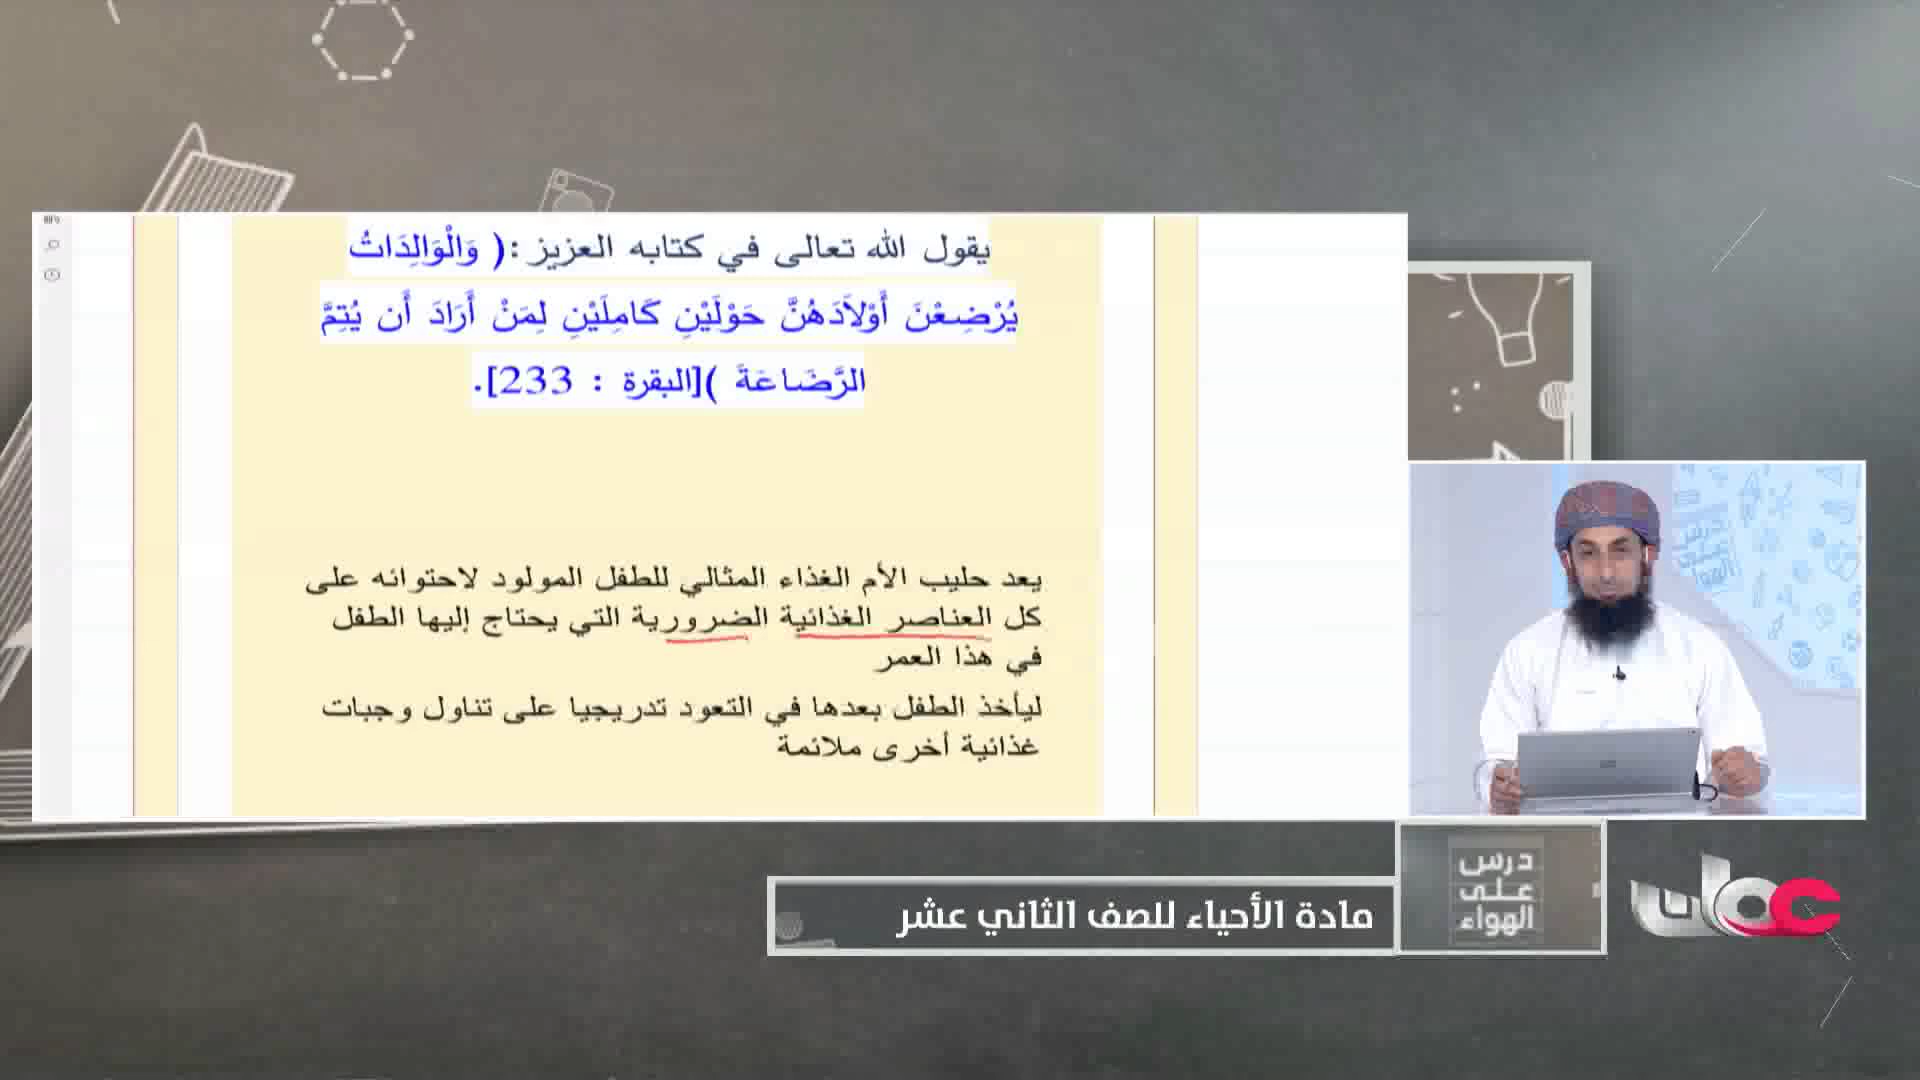 يقول الله تعالى في كتابه العزيز :( وَالْوَالِدَاتُ
يُرْضِعْنَ أَوْلاَدَهُنَّ حَوْلَيْنِ كَامِلَيْنِ لِمَنْ أَرَادَ أَن يُتِمَّ
الرَّضَاعَةَ )[البقرة : 233].
يعد حليب الأم الغذاء المثالي للطفل المولود لاحتوائه على
كل العناصر الغذائية الضرورية التي يحتاج إليها الطفل
في هذا العمر
ليأخذ الطفل بعدها في التعود تدريجيا على تناول وجبات
غذائية أخرى ملائمة
درس
على
الهواء
مادة الأحياء للصف الثاني عشر